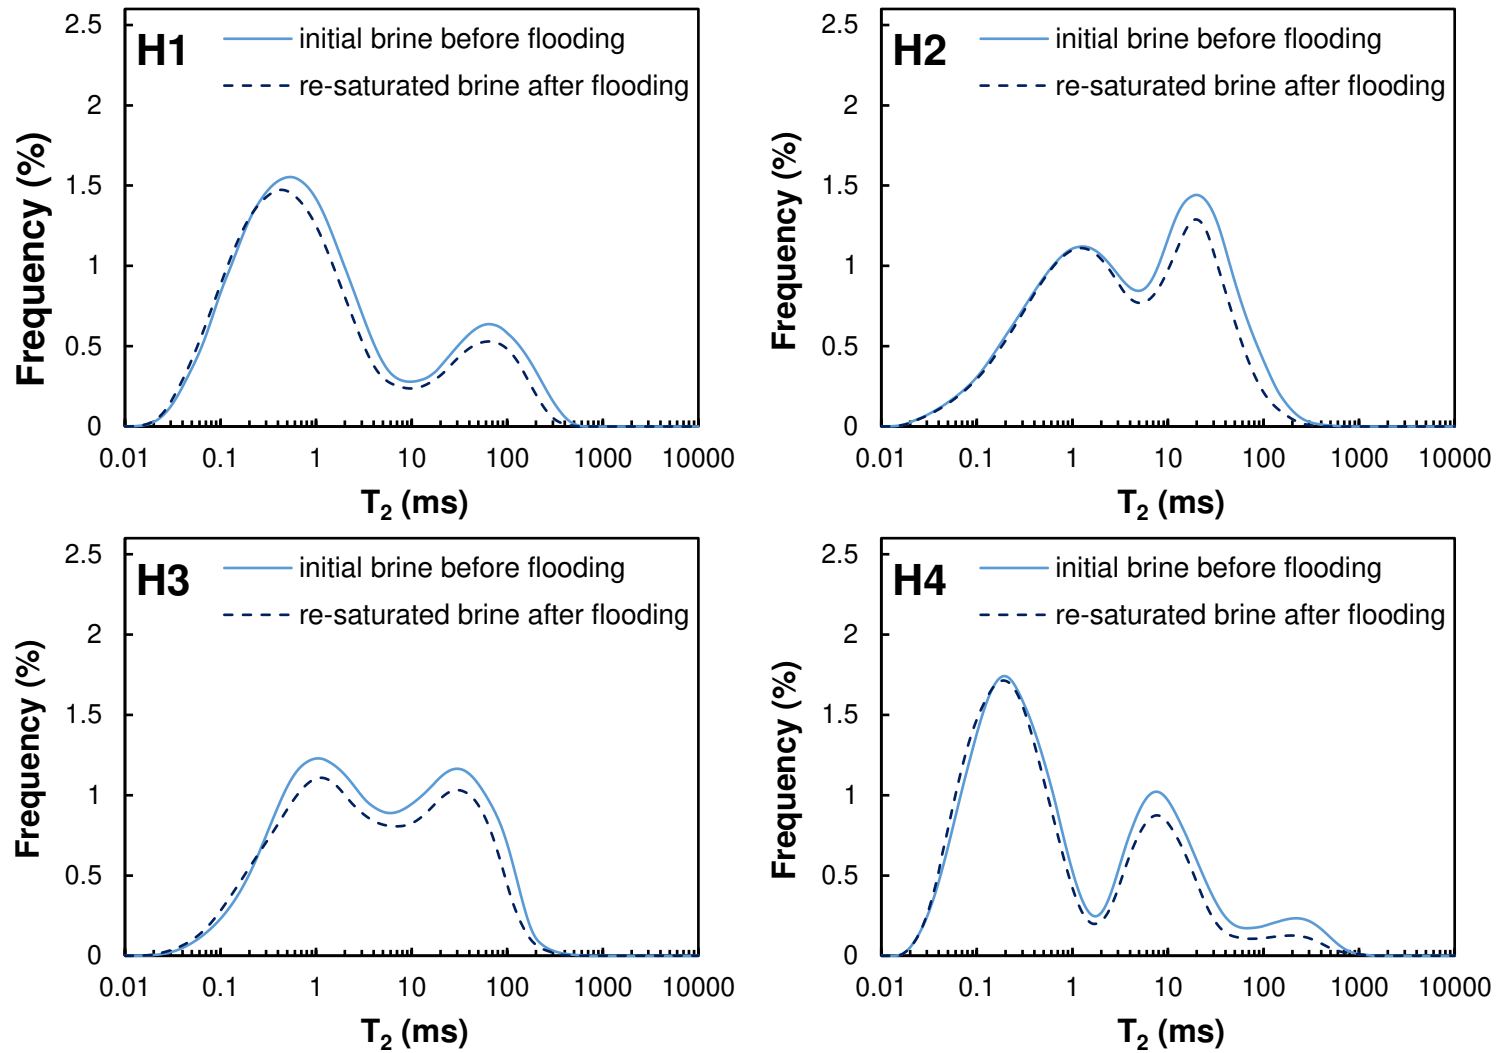 H1
initial brine before flooding
re-saturated brine after flooding
Frequency (%)
2.5
2
1.5
1
0.5
0
0.01 0.1 1 10 100 1000 10000
T₂ (ms)
H2
initial brine before flooding
re-saturated brine after flooding
Frequency (%)
2.5
2
1.5
1
0.5
0
0.01 0.1 1 10 100 1000 10000
T₂ (ms)
H3
initial brine before flooding
re-saturated brine after flooding
Frequency (%)
2.5
2
1.5
1
0.5
0
0.01 0.1 1 10 100 1000 10000
T₂ (ms)
H4
initial brine before flooding
re-saturated brine after flooding
Frequency (%)
2.5
2
1.5
1
0.5
0
0.01 0.1 1 10 100 1000 10000
T₂ (ms)